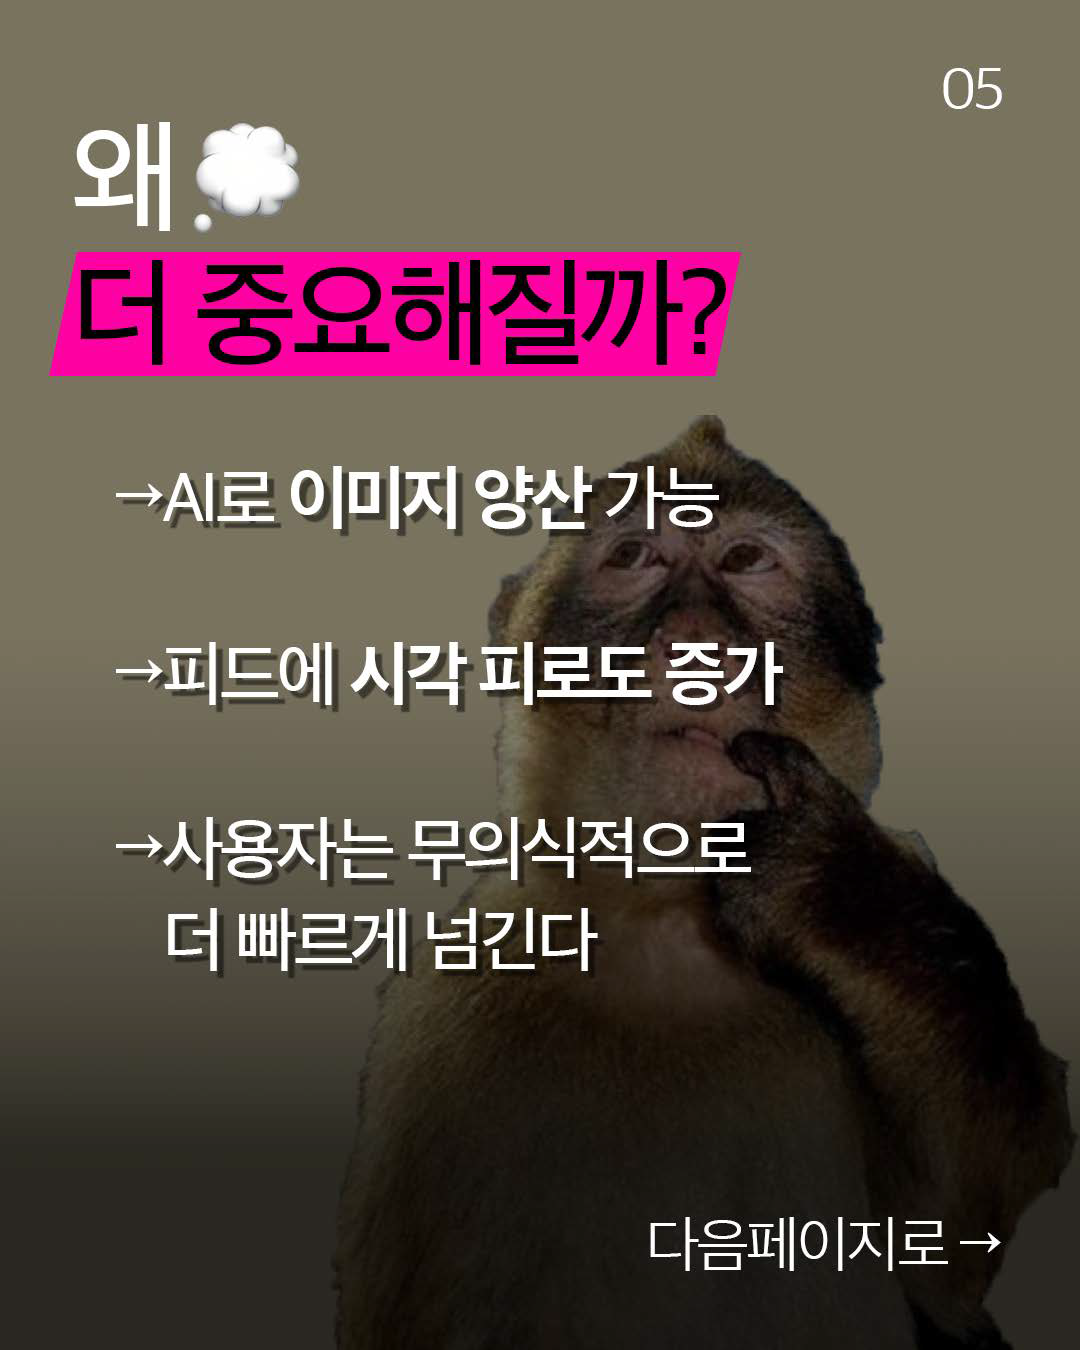 05
왜 💭
더 중요해질까?
→AI로 이미지 양산 가능
→피드에 시각 피로도 증가
→사용자는 무의식적으로
더 빠르게 넘긴다
다음페이지로 →